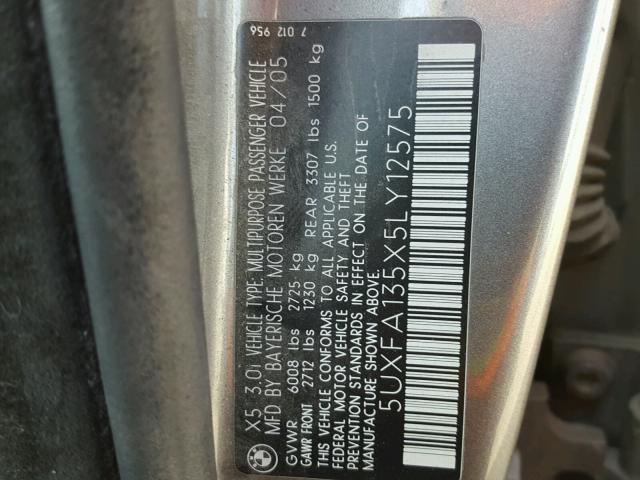 7 012 956
X5 3.0i VEHICLE TYPE: MULTIPURPOSE PASSENGER VEHICLE
MFD BY BAYERISCHE MOTOREN WERKE 04/05
GVWR 6008 lbs 2725 kg
GAWR FRONT 2712 lbs 1230 kg REAR 3307 lbs 1500 kg
THIS VEHICLE CONFORMS TO ALL APPLICABLE U.S.
FEDERAL MOTOR VEHICLE SAFETY AND THEFT
PREVENTION STANDARDS IN EFFECT ON THE DATE OF
MANUFACTURE SHOWN ABOVE.
5UXFA135X5LY12575